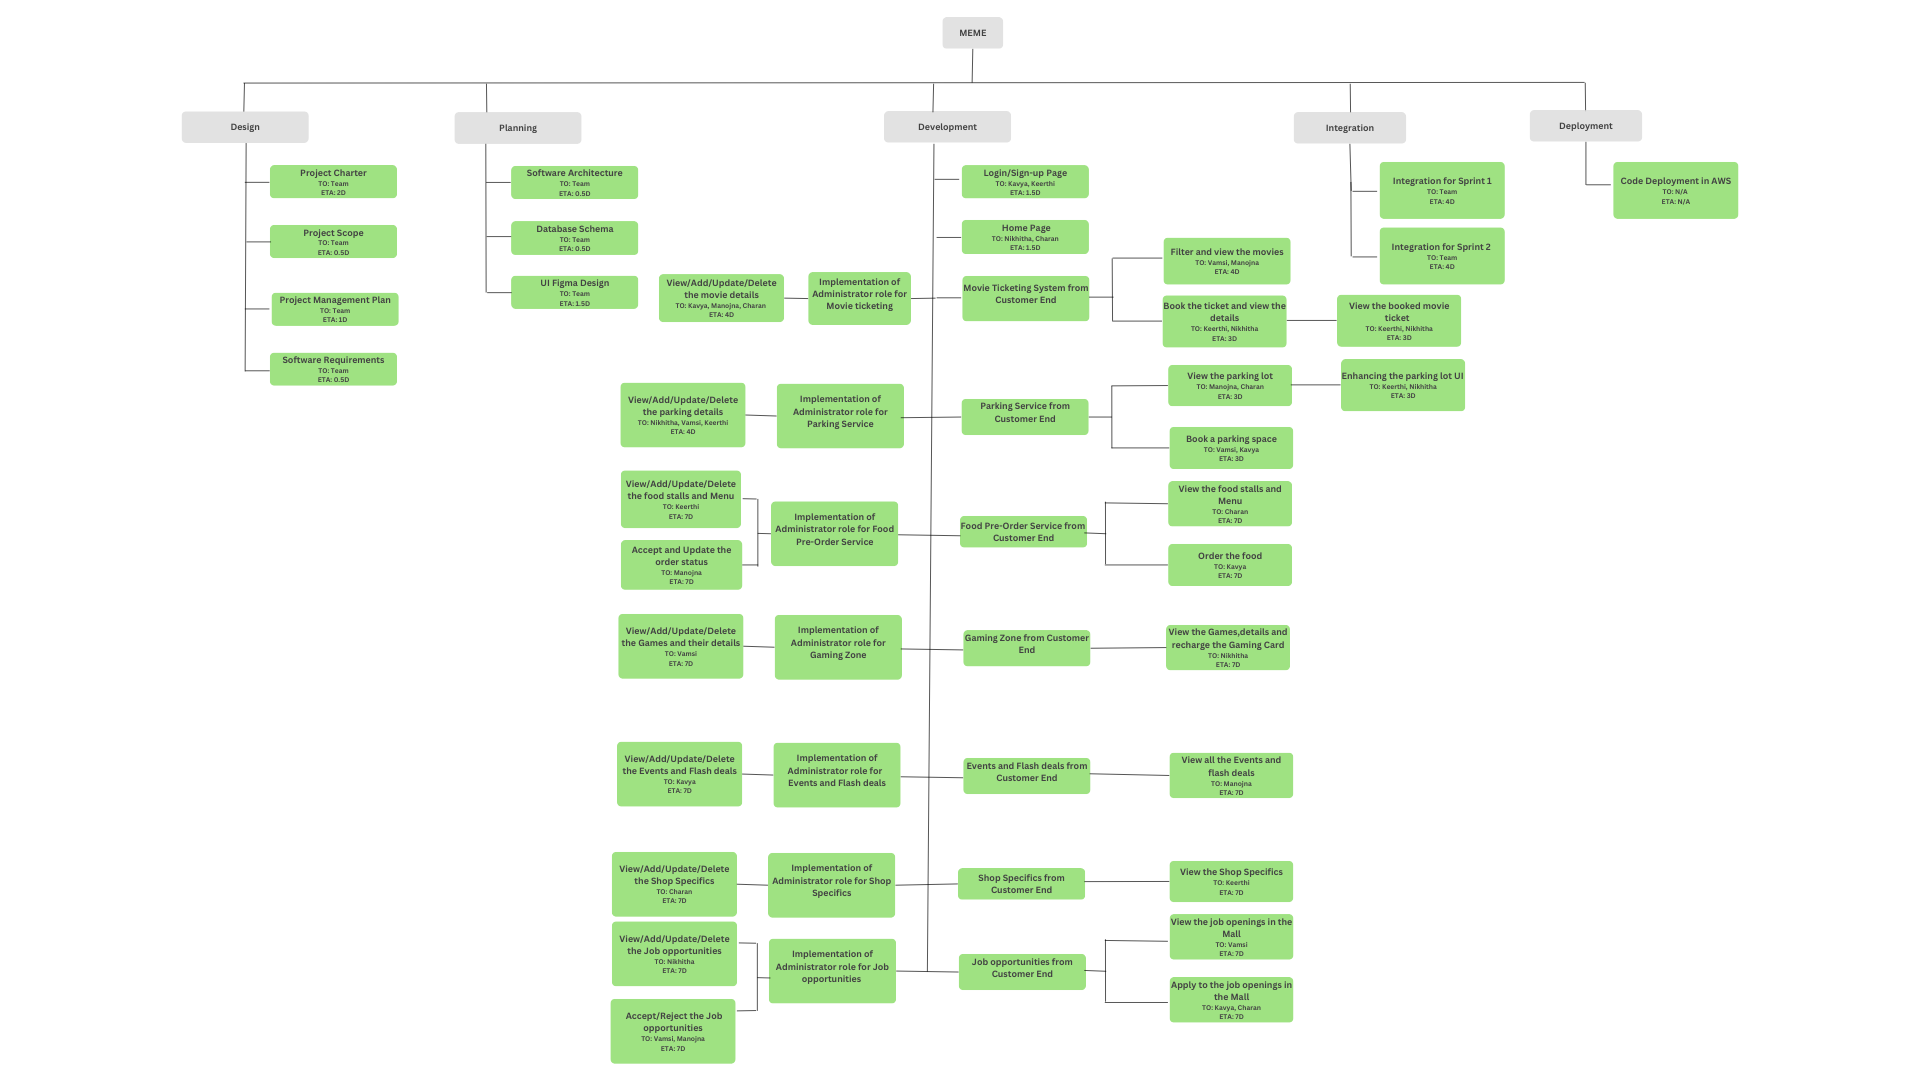 MEME
Design
Project Charter
TO: Team
ETA: 2D
Project Scope
TO: Team
ETA: 0.5D
Project Management Plan
TO: Team
ETA: 1D
Software Requirements
TO: Team
ETA: 0.5D
Planning
Software Architecture
TO: Team
ETA: 0.5D
Database Schema
TO: Team
ETA: 0.5D
UI Figma Design
TO: Team
ETA: 1.5D
Development
Login/Sign-up Page
TO: Kavya, Keerthi
ETA: 1.5D
Home Page
TO: Nikhitha, Charan
ETA: 1.5D
View/Add/Update/Delete
the movie details
TO: Kavya, Manojna, Charan
ETA: 4D
Implementation of
Administrator role for
Movie ticketing
Movie Ticketing System from
Customer End
Filter and view the movies
TO: Vamsi, Manojna
ETA: 4D
Book the ticket and view the
details
TO: Keerthi, Nikhitha
ETA: 3D
View the booked movie
ticket
TO: Keerthi, Nikhitha
ETA: 3D
View/Add/Update/Delete
the parking details
TO: Nikhitha, Vamsi, Keerthi
ETA: 4D
Implementation of
Administrator role for
Parking Service
Parking Service from
Customer End
View the parking lot
TO: Manojna, Charan
ETA: 3D
Enhancing the parking lot UI
TO: Keerthi, Nikhitha
ETA: 3D
Book a parking space
TO: Vamsi, Kavya
ETA: 3D
View/Add/Update/Delete
the food stalls and Menu
TO: Keerthi
ETA: 7D
Accept and Update the
order status
TO: Manojna
ETA: 7D
Implementation of
Administrator role for Food
Pre-Order Service
Food Pre-Order Service from
Customer End
View the food stalls and
Menu
TO: Charan
ETA: 7D
Order the food
TO: Kavya
ETA: 7D
View/Add/Update/Delete
the Games and their details
TO: Vamsi
ETA: 7D
Implementation of
Administrator role for
Gaming Zone
Gaming Zone from Customer
End
View the Games,details and
recharge the Gaming Card
TO: Nikhitha
ETA: 7D
View/Add/Update/Delete
the Events and Flash deals
TO: Kavya
ETA: 7D
Implementation of
Administrator role for
Events and Flash deals
Events and Flash deals from
Customer End
View all the Events and
flash deals
TO: Manojna
ETA: 7D
View/Add/Update/Delete
the Shop Specifics
TO: Charan
ETA: 7D
Implementation of
Administrator role for Shop
Specifics
Shop Specifics from
Customer End
View the Shop Specifics
TO: Keerthi
ETA: 7D
View/Add/Update/Delete
the Job opportunities
TO: Nikhitha
ETA: 7D
Accept/Reject the Job
opportunities
TO: Vamsi, Manojna
ETA: 7D
Implementation of
Administrator role for Job
opportunities
Job opportunities from
Customer End
View the job openings in the
Mall
TO: Vamsi
ETA: 7D
Apply to the job openings in
the Mall
TO: Kavya, Charan
ETA: 7D
Integration
Integration for Sprint 1
TO: Team
ETA: 4D
Integration for Sprint 2
TO: Team
ETA: 4D
Deployment
Code Deployment in AWS
TO: N/A
ETA: N/A